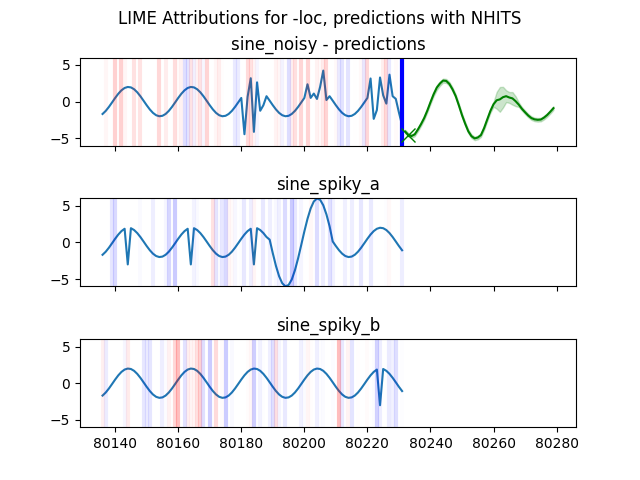 LIME Attributions for -loc, predictions with NHITS
sine_noisy - predictions
5
0
−5
sine_spiky_a
5
0
−5
sine_spiky_b
5
0
−5
80140 80160 80180 80200 80220 80240 80260 80280